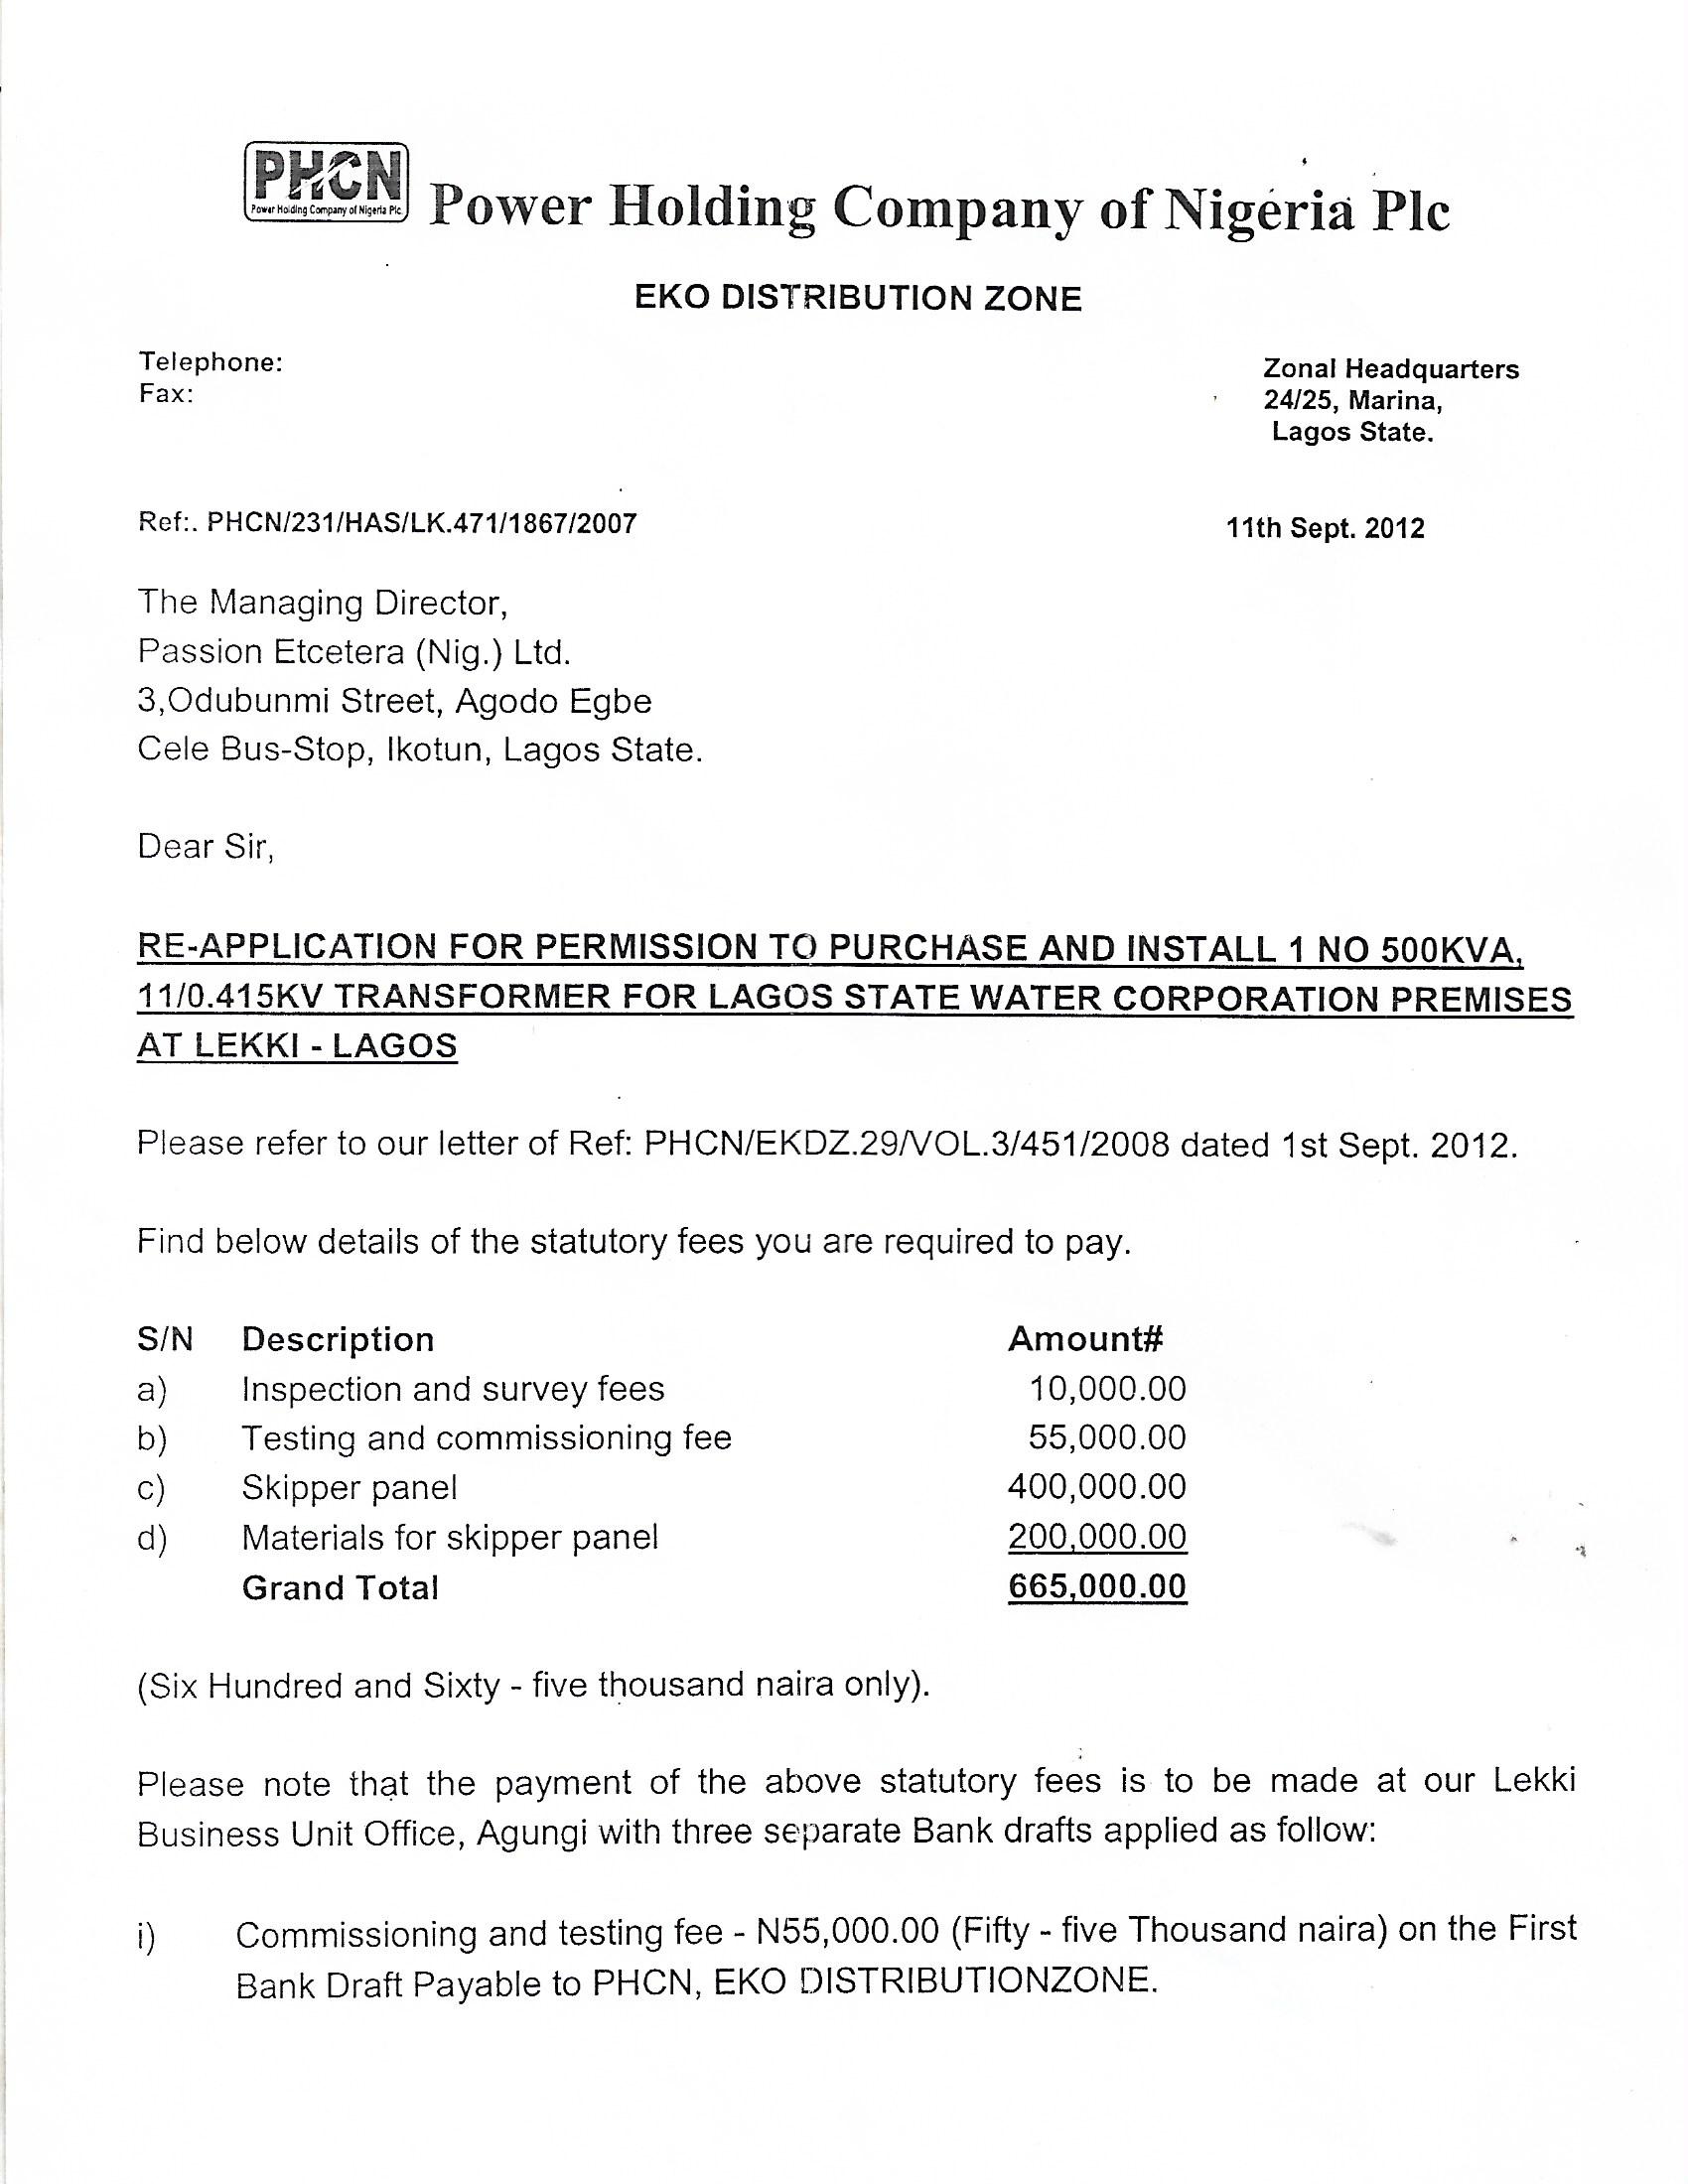 PHCN
Power Holding Company of Nigeria Plc.
Power Holding Company of Nigeria Plc
EKO DISTRIBUTION ZONE
Telephone:
Fax:
Zonal Headquarters
24/25, Marina,
Lagos State.
Ref:. PHCN/231/HAS/LK.471/1867/2007
11th Sept. 2012
The Managing Director,
Passion Etcetera (Nig.) Ltd.
3,Odubunmi Street, Agodo Egbe
Cele Bus-Stop, Ikotun, Lagos State.
Dear Sir,
RE-APPLICATION FOR PERMISSION TO PURCHASE AND INSTALL 1 NO 500KVA,
11/0.415KV TRANSFORMER FOR LAGOS STATE WATER CORPORATION PREMISES
AT LEKKI - LAGOS
Please refer to our letter of Ref: PHCN/EKDZ.29/VOL.3/451/2008 dated 1st Sept. 2012.
Find below details of the statutory fees you are required to pay.
S/N Description Amount#
a) Inspection and survey fees 10,000.00
b) Testing and commissioning fee 55,000.00
c) Skipper panel 400,000.00
d) Materials for skipper panel 200,000.00
Grand Total 665,000.00
(Six Hundred and Sixty - five thousand naira only).
Please note that the payment of the above statutory fees is to be made at our Lekki
Business Unit Office, Agungi with three separate Bank drafts applied as follow:
i) Commissioning and testing fee - N55,000.00 (Fifty - five Thousand naira) on the First
Bank Draft Payable to PHCN, EKO DISTRIBUTIONZONE.